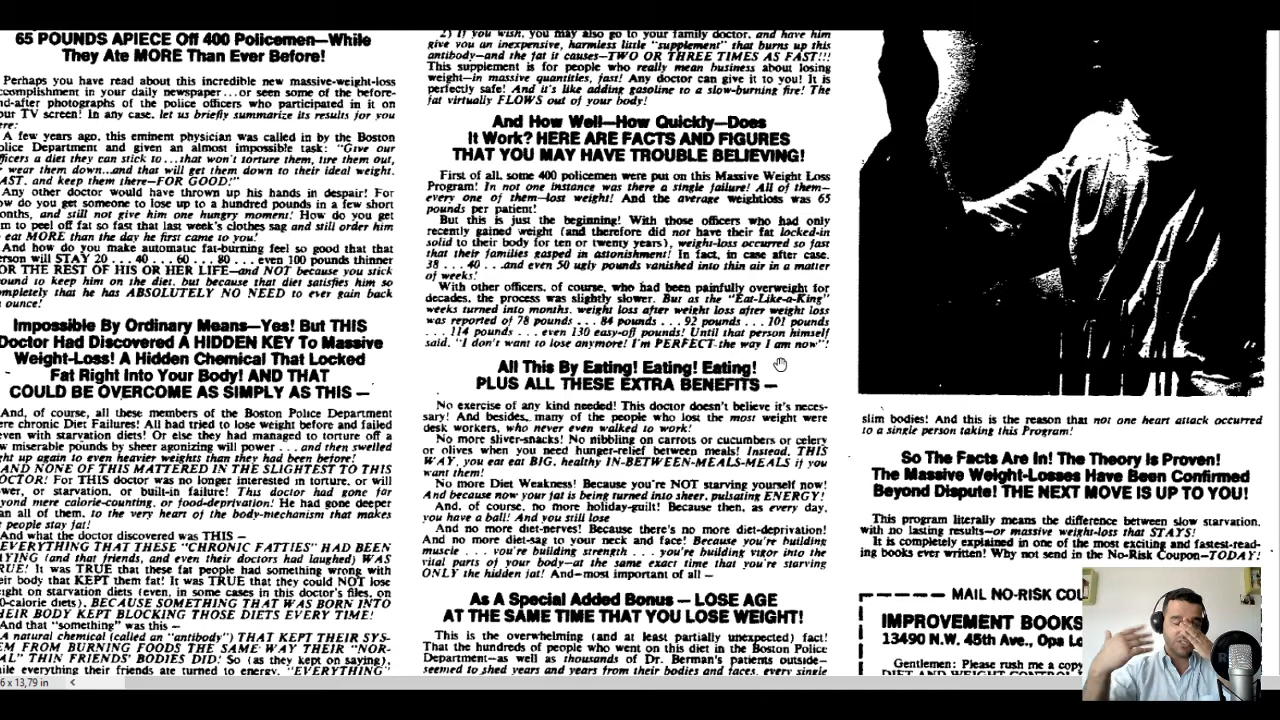 65 POUNDS APIECE Off 400 Policemen—While
They Ate MORE Than Ever Before!
Perhaps you have read about this incredible new massive-weight-loss
ccomplishment in your daily newspaper...or seen some of the before-
nd-after photographs of the police officers who participated in it on
our TV screen! In any case, let us briefly summarize its results for you
ere:
A few years ago, this eminent physician was called in by the Boston
olice Department and given an almost impossible task: "Give our
fficers a diet they can stick to...that won't torture them, tire them out,
wear them down...and that will get them down to their ideal weight.
AST, and keep them there—FOR GOOD!"
Any other doctor would have thrown up his hands in despair! For
ow do you get someone to lose up to a hundred pounds in a few short
onths, and still not give him one hungry moment! How do you get
m to peel off fat so fast that last week's clothes sag and still order him
eat MORE than the day he first came to you!
And how do you make automatic fat-burning feel so good that that
erson will STAY 20 . . . 40 . . . 60 . . . 80 . . . even 100 pounds thinner
OR THE REST OF HIS OR HER LIFE—and NOT because you stick
ound to keep him on the diet, but because that diet satisfies him so
ompletely that he has ABSOLUTELY NO NEED to ever gain back
ounce!
Impossible By Ordinary Means—Yes! But THIS
Doctor Had Discovered A HIDDEN KEY To Massive
Weight-Loss! A Hidden Chemical That Locked
Fat Right Into Your Body! AND THAT
COULD BE OVERCOME AS SIMPLY AS THIS —
And, of course, all these members of the Boston Police Department
ere chronic Diet Failures! All had tried to lose weight before and failed
even with starvation diets! Or else they had managed to torture off a
w miserable pounds by sheer agonizing will power . . . and then swelled
ght up again to even heavier weights than they had been before!
AND NONE OF THIS MATTERED IN THE SLIGHTEST TO THIS
OCTOR! For THIS doctor was no longer interested in torture, or will
ower, or starvation, or built-in failure! This doctor had gone far
eyond mere calorie-counting, or food-deprivation! He had gone deeper
an all of them, to the very heart of the body-mechanism that makes
t people stay fat!
And what the doctor discovered was THIS —
EVERYTHING THAT THESE "CHRONIC FATTIES" HAD BEEN
AYING (and that friends, and even their doctors had laughed) WAS
RUE! It was TRUE that these fat people had something wrong with
eir body that KEPT them fat! It was TRUE that they could NOT lose
ight on starvation diets (even, in some cases in this doctor's files, on
0-calorie diets), BECAUSE SOMETHING THAT WAS BORN INTO
HEIR BODY KEPT BLOCKING THOSE DIETS EVERY TIME!
And that "something" was this —
A natural chemical (called an "antibody") THAT KEPT THEIR SYS-
EM FROM BURNING FOODS THE SAME WAY THEIR "NOR-
AL" THIN FRIENDS' BODIES DID! So (as they kept on saying),
hile everything their friends ate turned to energy, "EVERYTHING
2) If you wish, you may also go to your family doctor, and have him
give you an inexpensive, harmless little "supplement" that burns up this
antibody—and the fat it causes—TWO OR THREE TIMES AS FAST!!!
This supplement is for people who really mean business about losing
weight—in massive quantities, fast! Any doctor can give it to you! It is
perfectly safe! And it's like adding gasoline to a slow-burning fire! The
fat virtually FLOWS out of your body!
And How Well—How Quickly—Does
It Work? HERE ARE FACTS AND FIGURES
THAT YOU MAY HAVE TROUBLE BELIEVING!
First of all, some 400 policemen were put on this Massive Weight Loss
Program! In not one instance was there a single failure! All of them—
every one of them—lost weight! And the average weightloss was 65
pounds per patient!
But this is just the beginning! With those officers who had only
recently gained weight (and therefore did not have their fat locked-in
solid to their body for ten or twenty years), weight-loss occurred so fast
that their families gasped in astonishment! In fact, in case after case,
38 . . . 40 . . .and even 50 ugly pounds vanished into thin air in a matter
of weeks!
With other officers, of course, who had been painfully overweight for
decades, the process was slightly slower. But as the "Eat-Like-a-King"
weeks turned into months, weight loss after weight loss after weight loss
was reported of 78 pounds . . . 84 pounds . . . 92 pounds . . . 101 pounds
. . . 114 pounds . . . even 130 easy-off pounds! Until that person himself
said, "I don't want to lose anymore! I'm PERFECT the way I am now"!
All This By Eating! Eating! Eating!
PLUS ALL THESE EXTRA BENEFITS —
No exercise of any kind needed! This doctor doesn't believe it's neces-
sary! And besides, many of the people who lost the most weight were
desk workers, who never even walked to work!
No more sliver-snacks! No nibbling on carrots or cucumbers or celery
or olives when you need hunger-relief between meals! Instead, THIS
WAY, you eat eat BIG, healthy IN-BETWEEN-MEALS-MEALS if you
want them!
No more Diet Weakness! Because you're NOT starving yourself now!
And because now your fat is being turned into sheer, pulsating ENERGY!
And, of course, no more holiday-guilt! Because then, as every day,
you have a ball! And you still lose
And no more diet-nerves! Because there's no more diet-deprivation!
And no more diet-sag to your neck and face! Because you're building
muscle . . . you're building strength . . . you're building vigor into the
vital parts of your body—at the same exact time that you're starving
ONLY the hidden fat! And—most important of all —
As A Special Added Bonus — LOSE AGE
AT THE SAME TIME THAT YOU LOSE WEIGHT!
This is the overwhelming (and at least partially unexpected) fact!
That the hundreds of people who went on this diet in the Boston Police
Department—as well as thousands of Dr. Berman's patients outside—
seemed to shed years and years from their bodies and faces, every single
slim bodies! And this is the reason that not one heart attack occurred
to a single person taking this Program!
So The Facts Are In! The Theory Is Proven!
The Massive Weight-Losses Have Been Confirmed
Beyond Dispute! THE NEXT MOVE IS UP TO YOU!
This program literally means the difference between slow starvation,
with no lasting results—or massive weight-loss that STAYS!
It is completely explained in one of the most exciting and fastest-read-
ing books ever written! Why not send in the No-Risk Coupon—TODAY!
MAIL NO-RISK COU
IMPROVEMENT BOOKS
13490 N.W. 45th Ave., Opa Lo
Gentlemen: Please rush me a copy
DIET AND WEIGHT CONTROL
6 x 13,79 in